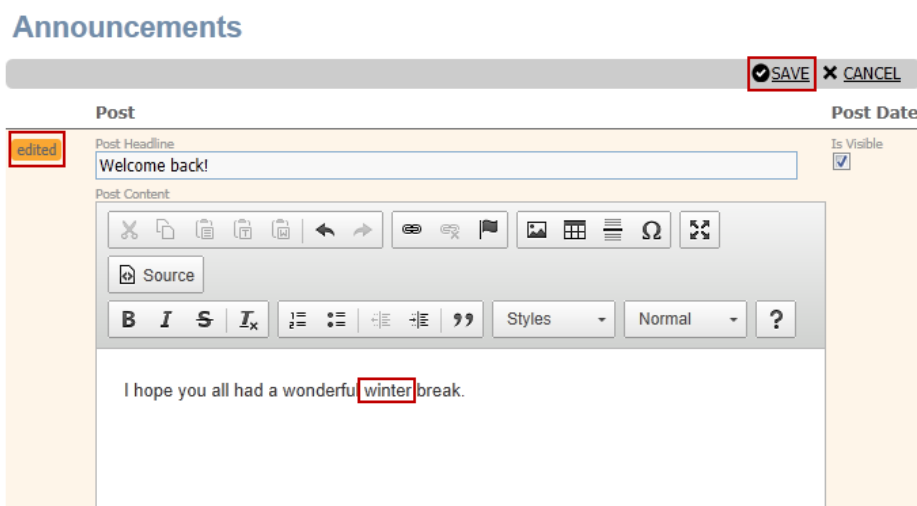 Announcements
SAVE CANCEL
Post Post Date
edited
Post Headline Is Visible
Welcome back!
Post Content
Source
B I S Ix Styles Normal ?
I hope you all had a wonderful winter break.